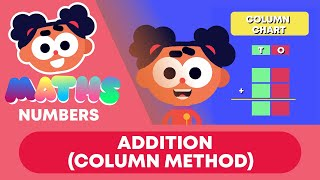 MATHS
NUMBERS
COLUMN
CHART
T O
+
ADDITION
(COLUMN METHOD)